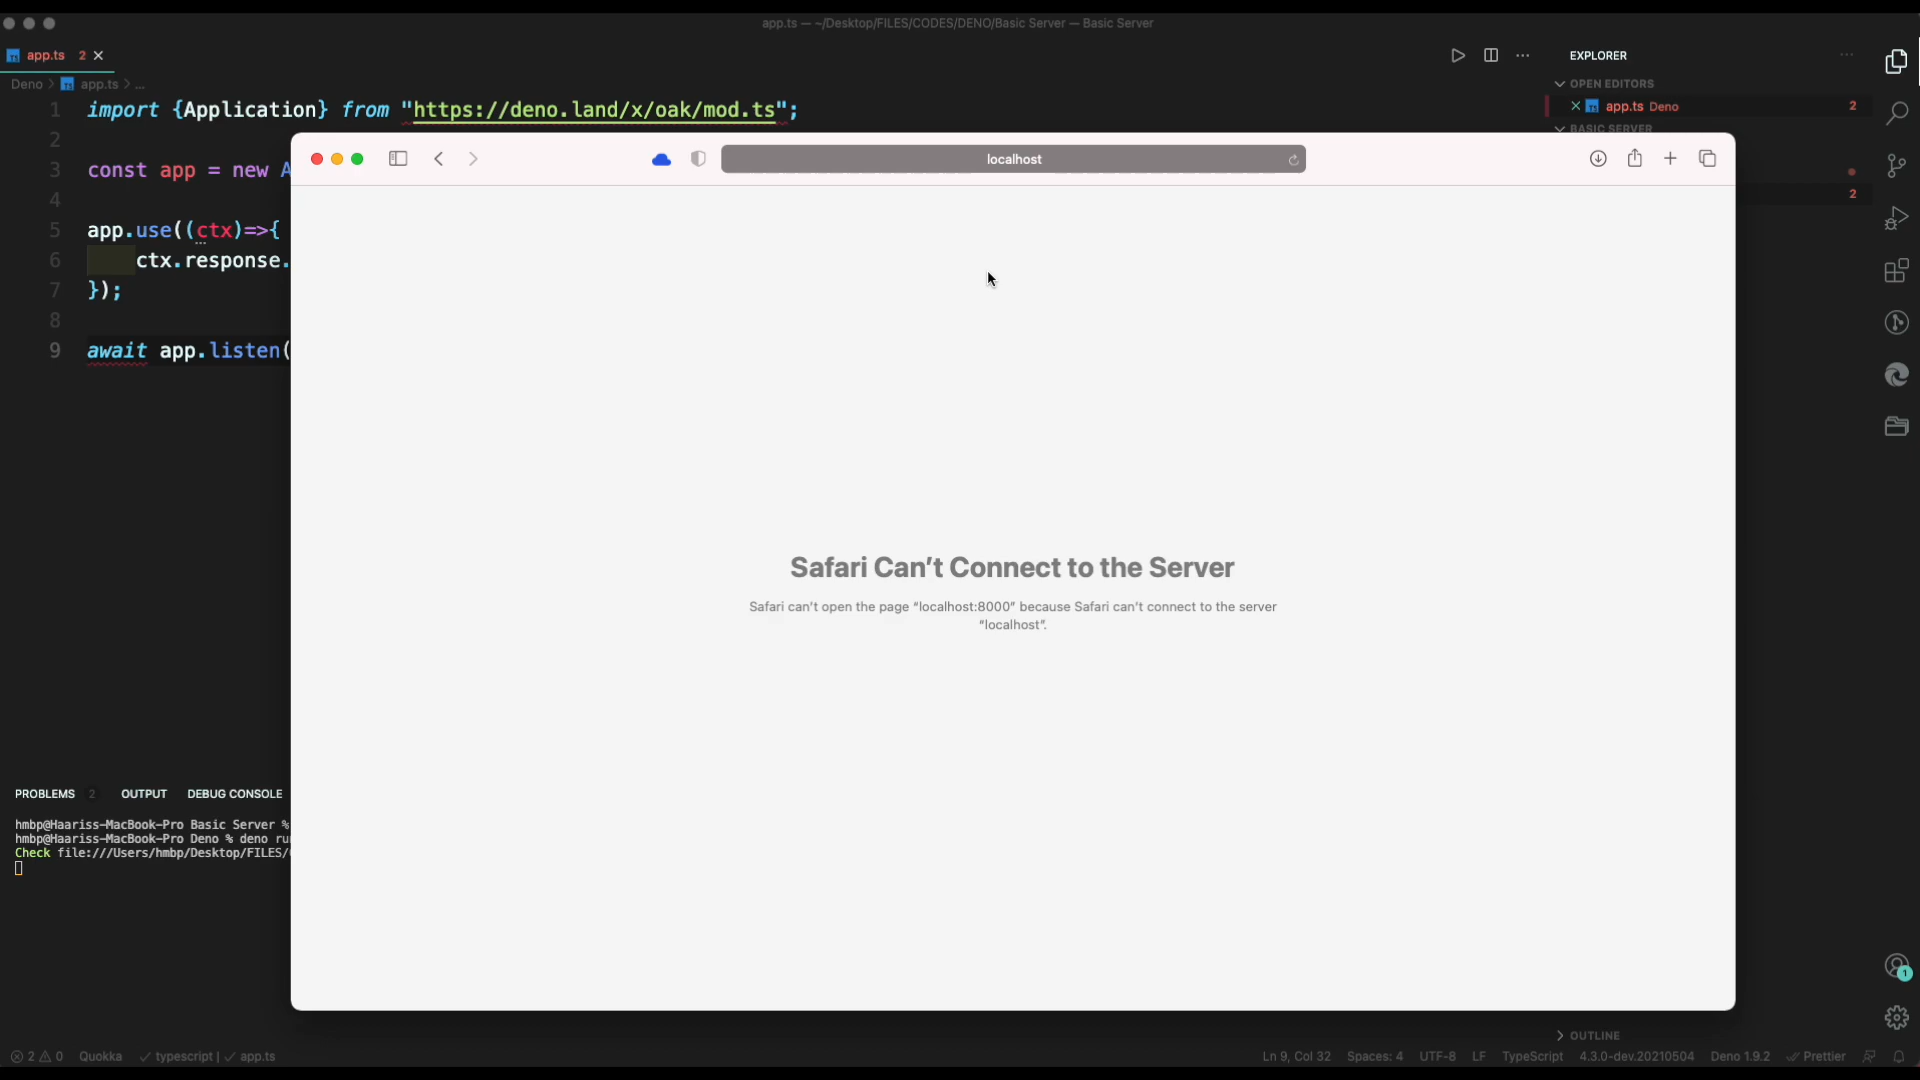 app.ts — ~/Desktop/FILES/CODES/DENO/Basic Server — Basic Server
app.ts 2
Deno > app.ts > ...
1 import {Application} from "https://deno.land/x/oak/mod.ts";
2
3 const app = new A
4
5 app.use((ctx)=>{
6 ctx.response.
7 });
8
9 await app.listen(
EXPLORER
OPEN EDITORS
app.ts Deno 2
BASIC SERVER
2
localhost
Safari Can't Connect to the Server
Safari can't open the page "localhost:8000" because Safari can't connect to the server
"localhost".
PROBLEMS 2 OUTPUT DEBUG CONSOLE
hmbp@Haariss-MacBook-Pro Basic Server %
hmbp@Haariss-MacBook-Pro Deno % deno ru
Check file:///Users/hmbp/Desktop/FILES/
1
OUTLINE
2 0 Quokka typescript | app.ts
Ln 9, Col 32 Spaces: 4 UTF-8 LF TypeScript 4.3.0-dev.20210504 Deno 1.9.2 Prettier